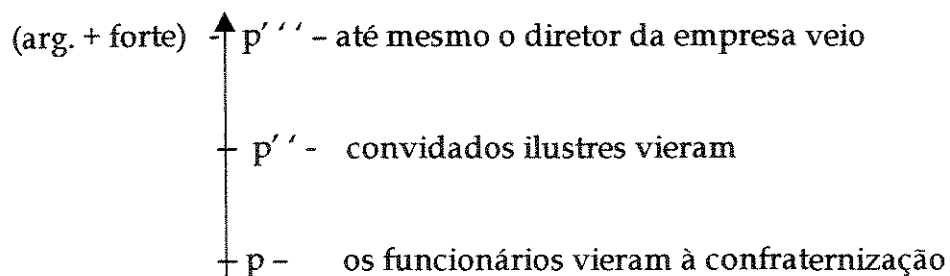 (arg. + forte) p′ ′ ′ – até mesmo o diretor da empresa veio
p′ ′ - convidados ilustres vieram
p – os funcionários vieram à confraternização